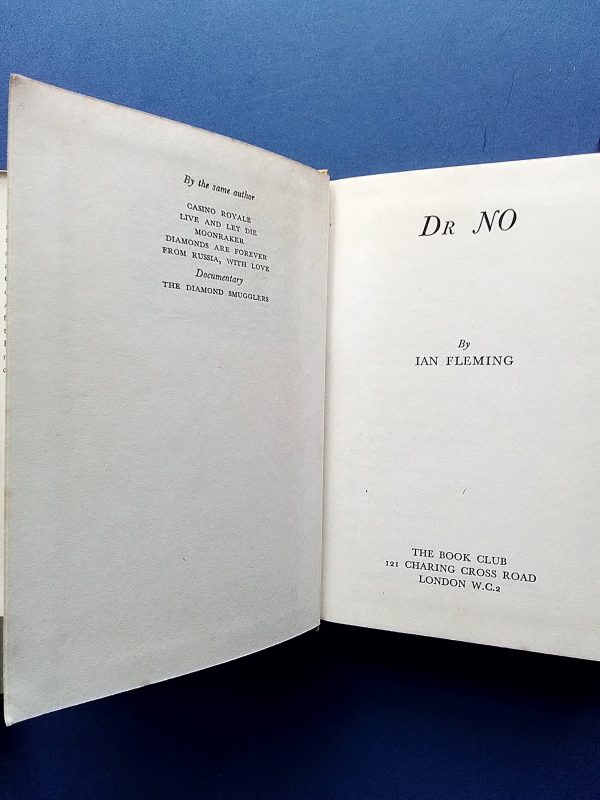 By the same author
CASINO ROYALE
LIVE AND LET DIE
MOONRAKER
DIAMONDS ARE FOREVER
FROM RUSSIA, WITH LOVE
Documentary
THE DIAMOND SMUGGLERS
DR NO
By
IAN FLEMING
THE BOOK CLUB
121 CHARING CROSS ROAD
LONDON W.C.2